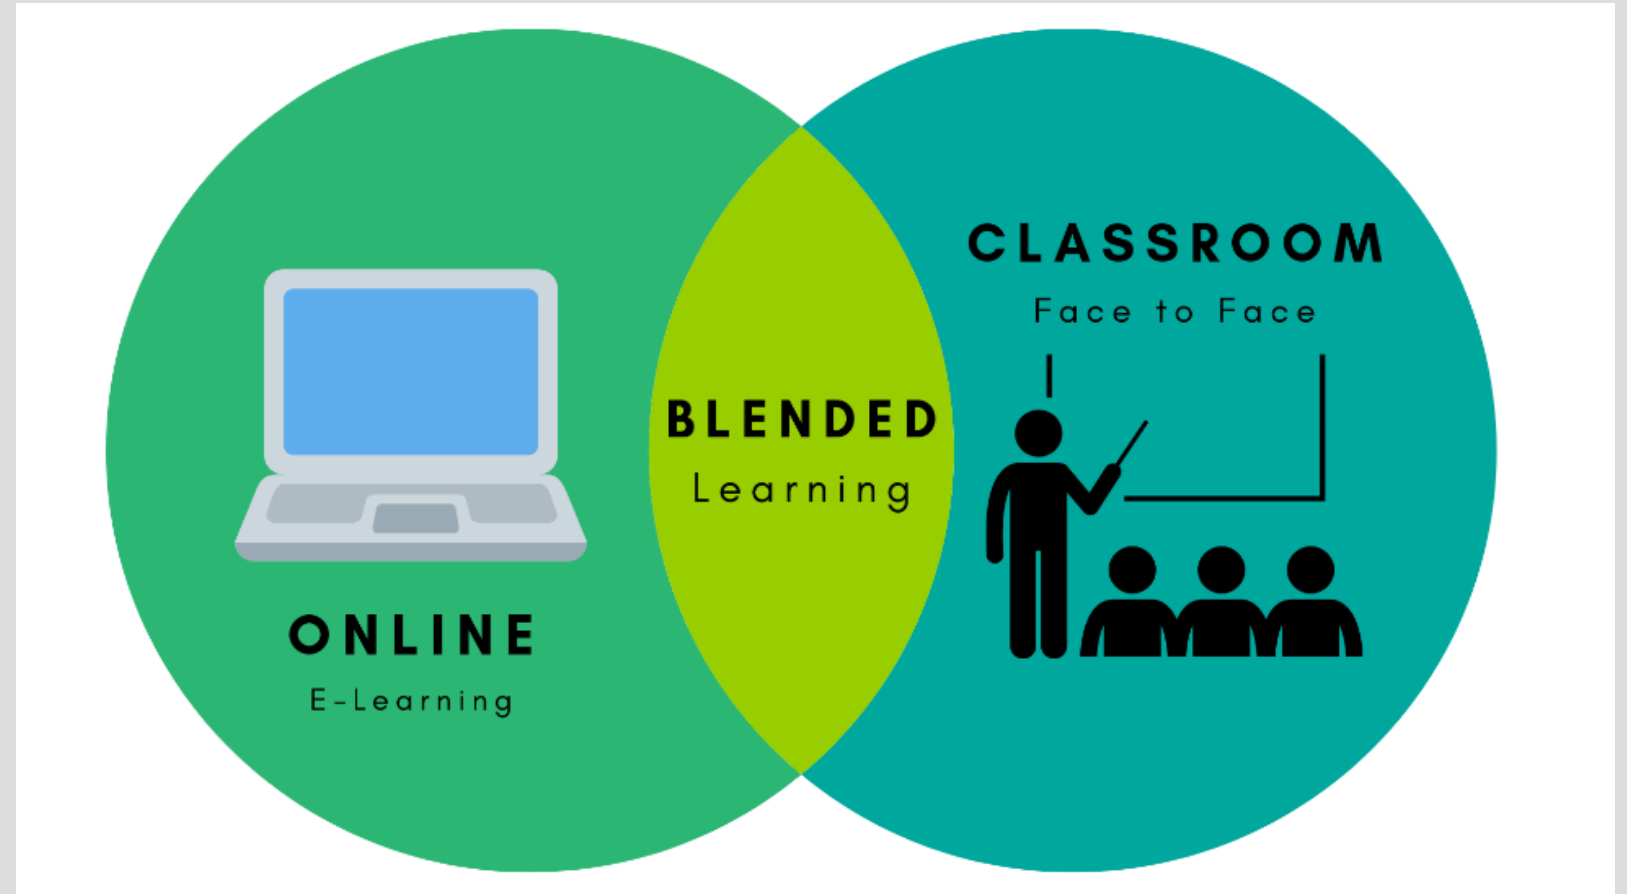 ONLINE
E-Learning
BLENDED
Learning
CLASSROOM
Face to Face